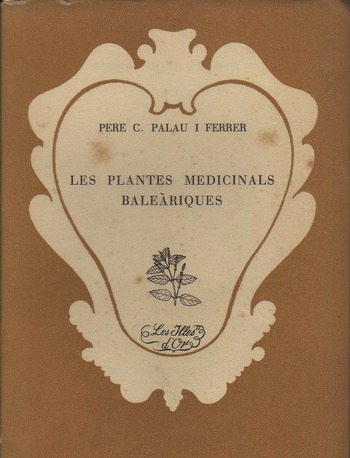 PERE C. PALAU I FERRER
LES PLANTES MEDICINALS
BALEÀRIQUES
Les Illes
d'Or